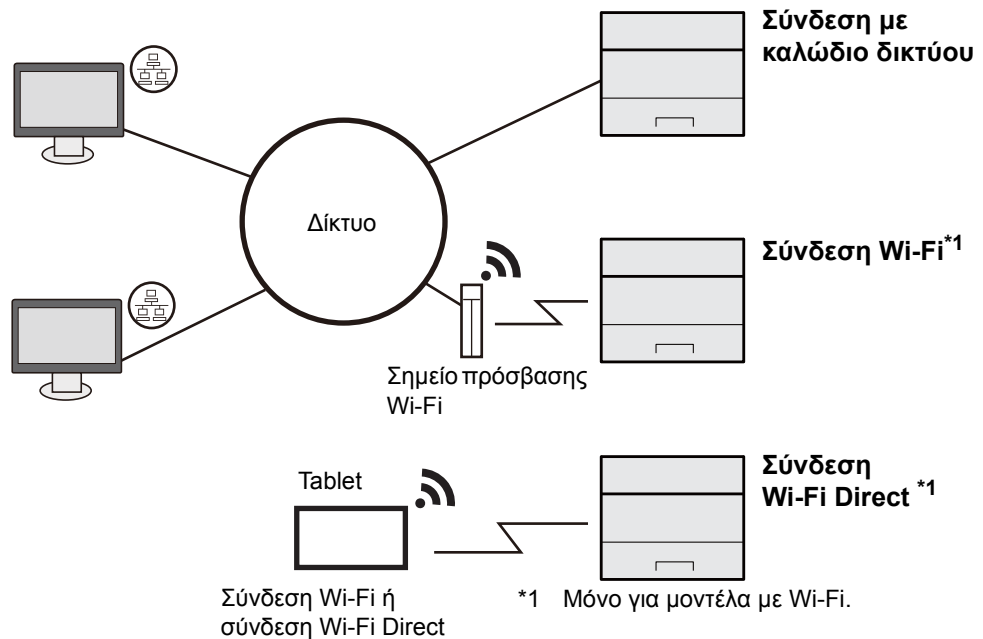 Σύνδεση με
καλώδιο δικτύου
Δίκτυο
Σύνδεση Wi-Fi*1
Σημείο πρόσβασης
Wi-Fi
Tablet
Σύνδεση
Wi-Fi Direct *1
Σύνδεση Wi-Fi ή
σύνδεση Wi-Fi Direct
*1 Μόνο για μοντέλα με Wi-Fi.